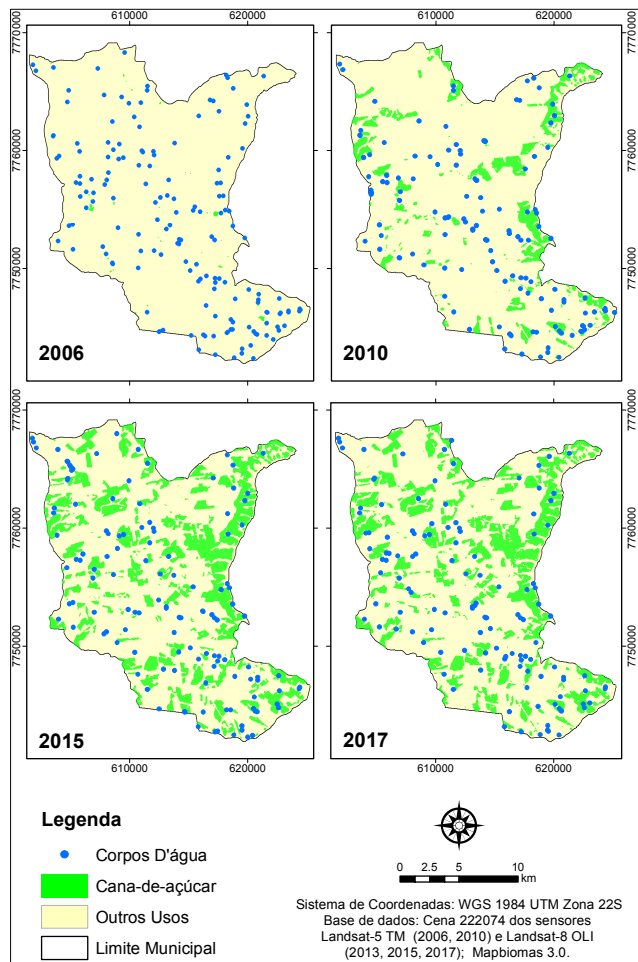 610000 620000
7770000
7760000
7750000
2006
610000 620000
2010
7770000
7760000
7750000
7770000
7760000
7750000
2015
610000 620000
2017
610000 620000
7770000
7760000
7750000
Legenda
Corpos D'água
Cana-de-açúcar
Outros Usos
Limite Municipal
0 2.5 5 10
km
Sistema de Coordenadas: WGS 1984 UTM Zona 22S
Base de dados: Cena 222074 dos sensores
Landsat-5 TM (2006, 2010) e Landsat-8 OLI
(2013, 2015, 2017); Mapbiomas 3.0.